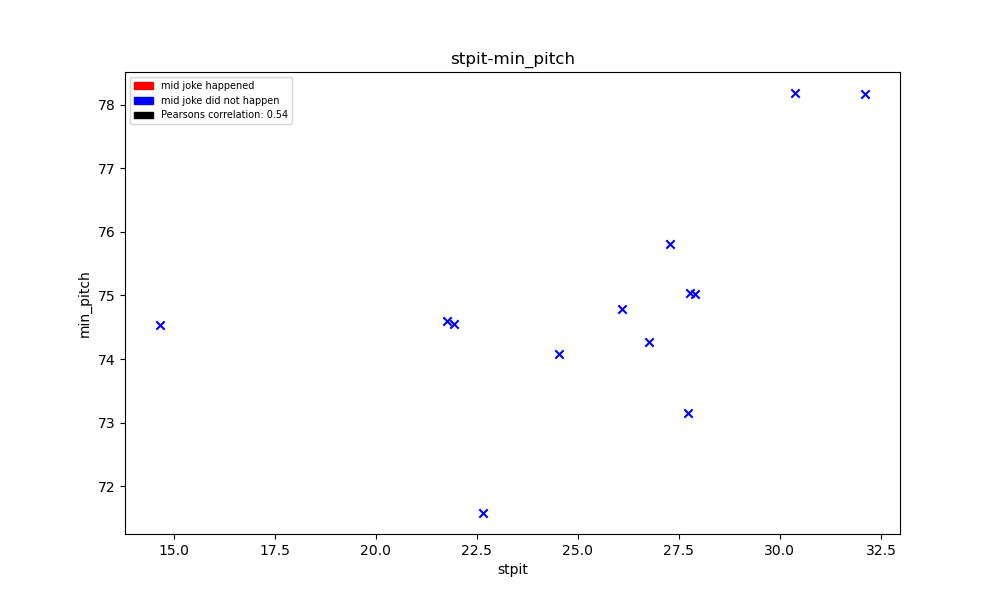 stpit-min_pitch
mid joke happened
mid joke did not happen
Pearsons correlation: 0.54
78
77
76
75
74
73
72
min_pitch
15.0 17.5 20.0 22.5 25.0 27.5 30.0 32.5
stpit